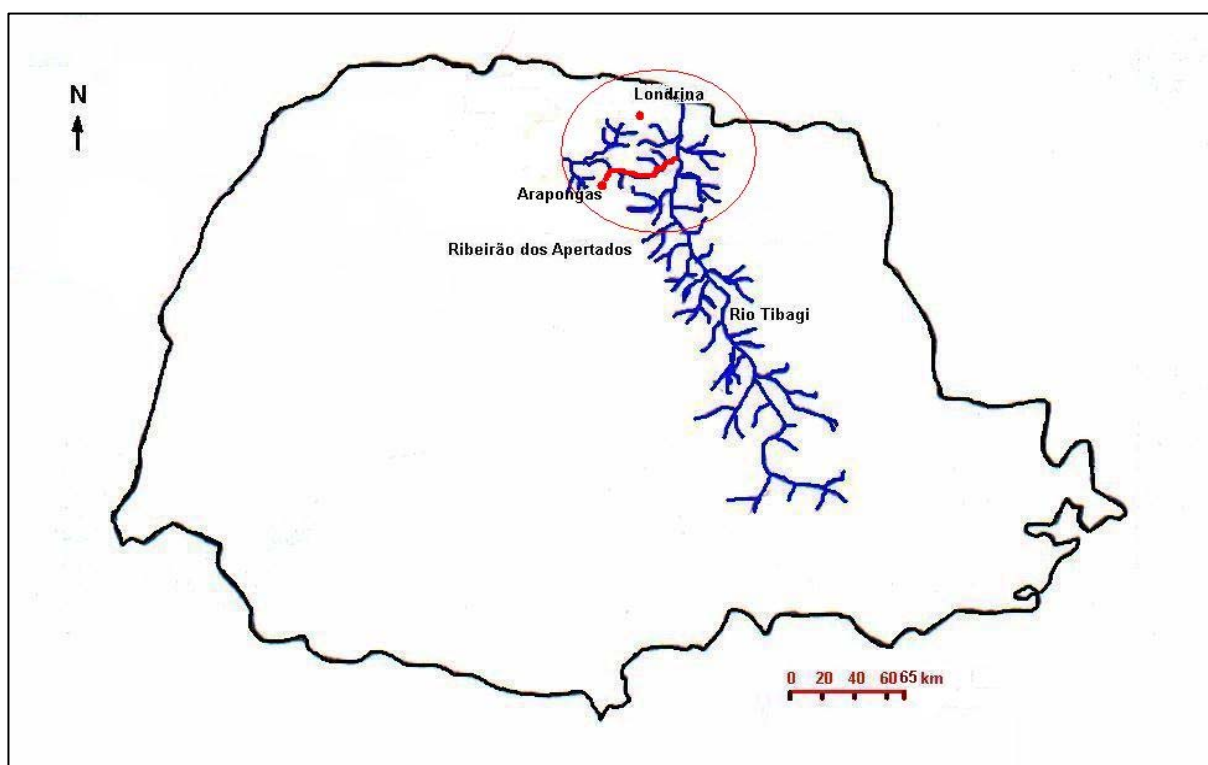 N
Londrina
Arapongas
Ribeirão dos Apertados
Rio Tibagi
0 20 40 60 65 km